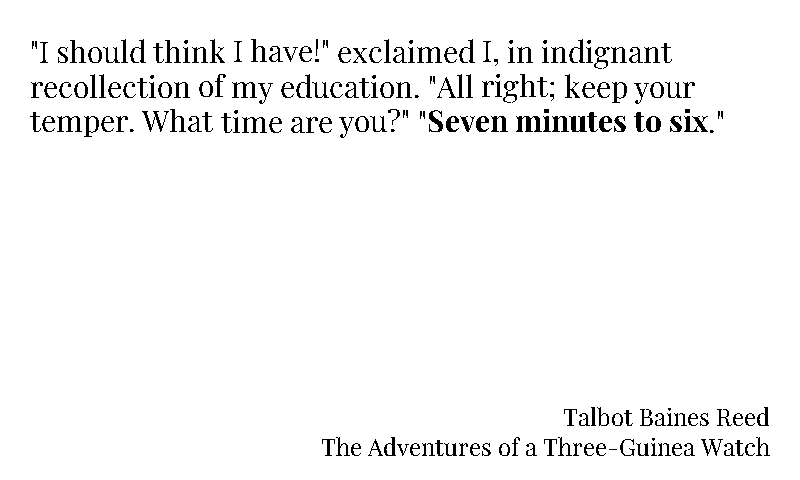 "I should think I have!" exclaimed I, in indignant
recollection of my education. "All right; keep your
temper. What time are you?" "Seven minutes to six."
Talbot Baines Reed
The Adventures of a Three-Guinea Watch